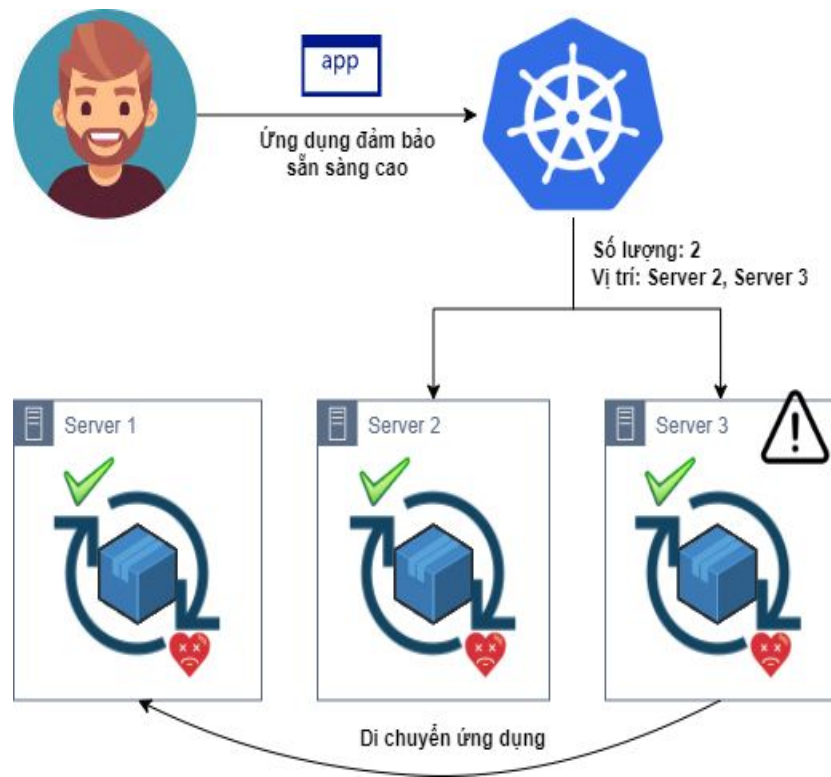 app
Ứng dụng đảm bảo
sẵn sàng cao
Số lượng: 2
Vị trí: Server 2, Server 3
Server 1
Server 2
Server 3
Di chuyển ứng dụng